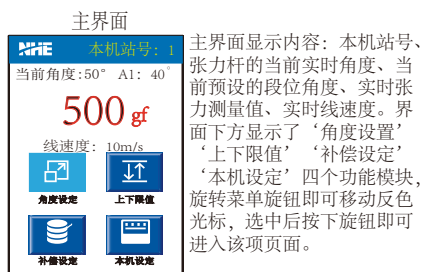 主界面
NHE 本机站号: 1
当前角度:50° A1: 40°
500 gf
线速度: 10m/s
角度设定 上下限值
补偿设定 本机设定
主界面显示内容：本机站号、
张力杆的当前实时角度、当
前预设的段位角度、实时张
力测量值、实时线速度。界
面下方显示了‘角度设置’
‘上下限值’‘补偿设定’
‘本机设定’四个功能模块，
旋转菜单旋钮即可移动反色
光标，选中后按下旋钮即可
进入该项页面。